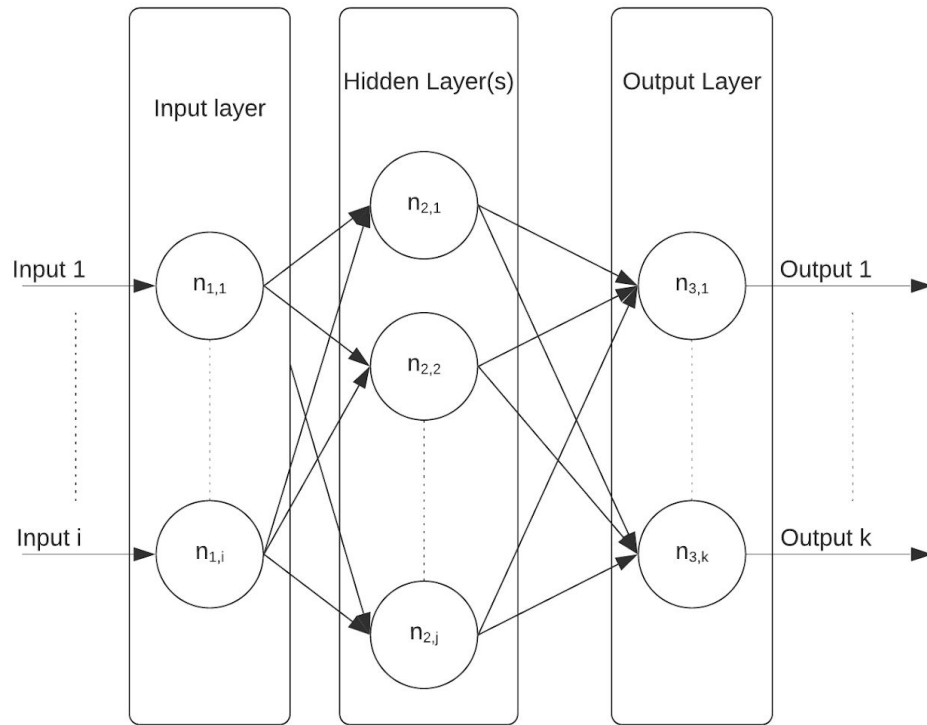 Input layer
Hidden Layer(s)
Output Layer
Input 1
n1,1
n2,1
n3,1
Output 1
n2,2
Input i
n1,i
n2,j
n3,k
Output k